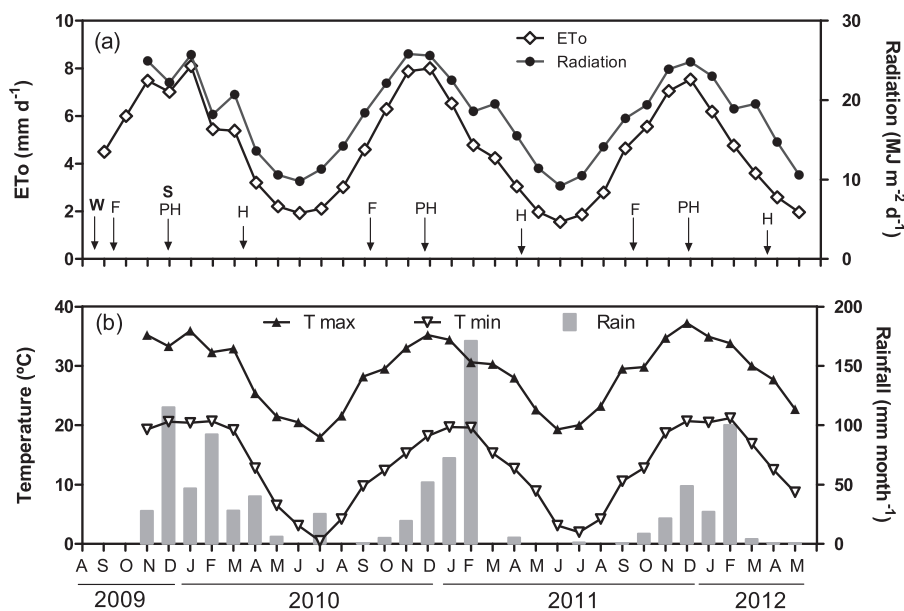 (a)
ETo
Radiation
ETo (mm d-1)
10
8
6
4
2
0
Radiation (MJ m-2 d-1)
30
20
10
0
W F S PH H F PH H F PH H
(b)
T max T min Rain
Temperature (ºC)
40
30
20
10
0
Rainfall (mm month-1)
200
150
100
50
0
A S O N D J F M A M J J A S O N D J F M A M J J A S O N D J F M A M
2009 2010 2011 2012